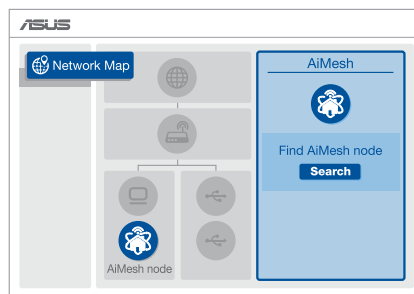 ASUS
Network Map
AiMesh
Find AiMesh node
Search
AiMesh node